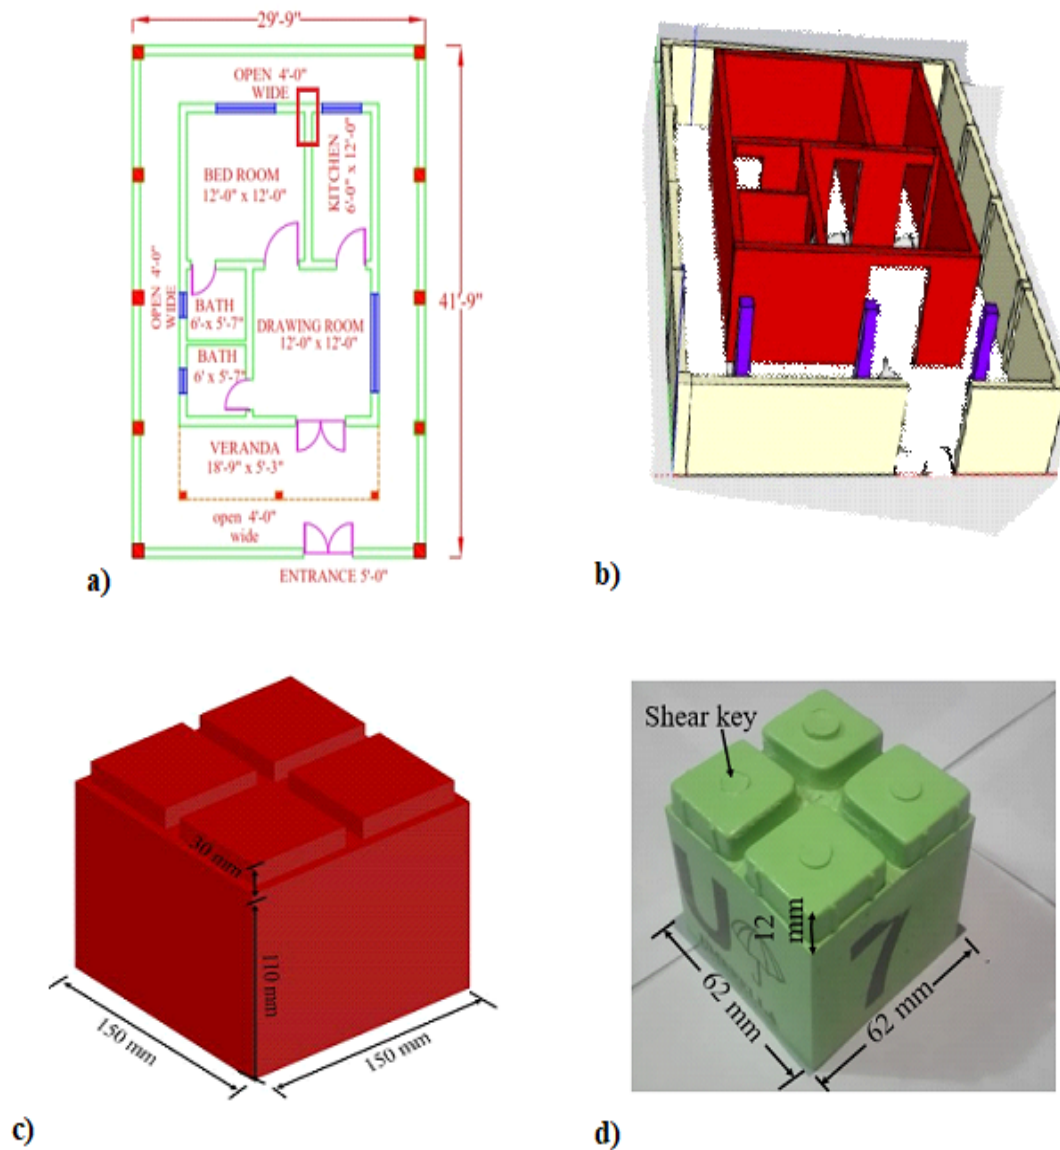 29'-9"
OPEN 4'-0"
WIDE
BED ROOM
12'-0" x 12'-0"
KITCHEN
6'-0" x 12'-0"
OPEN 4'-0"
WIDE
41'-9"
BATH
6'-x 5'-7"
DRAWING ROOM
12'-0" x 12'-0"
BATH
6' x 5'-7"
VERANDA
18'-9" x 5'-3"
open 4'-0"
wide
ENTRANCE 5'-0"
a)
b)
30 mm
110 mm
150 mm
150 mm
c)
Shear key
U
7
12
mm
62 mm
62 mm
d)